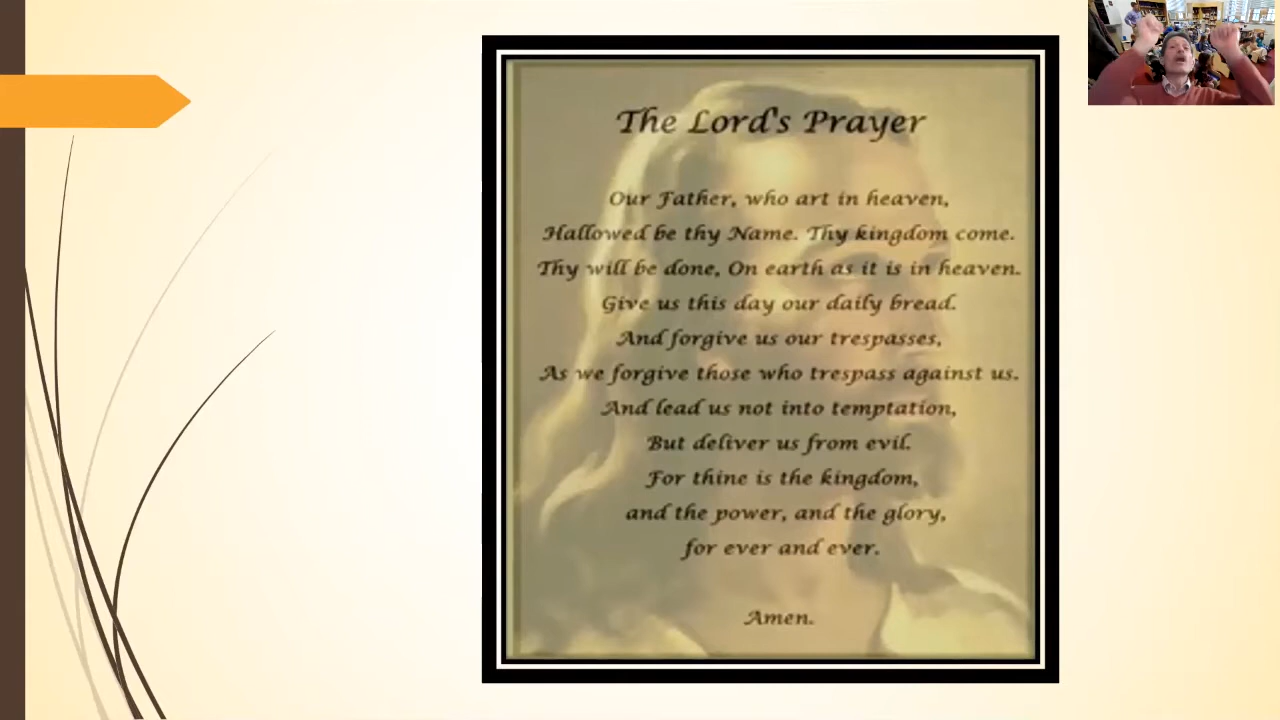 The Lord's Prayer
Our Father, who art in heaven,
Hallowed be thy Name. Thy kingdom come.
Thy will be done, On earth as it is in heaven.
Give us this day our daily bread.
And forgive us our trespasses,
As we forgive those who trespass against us.
And lead us not into temptation,
But deliver us from evil.
For thine is the kingdom,
and the power, and the glory,
for ever and ever.
Amen.